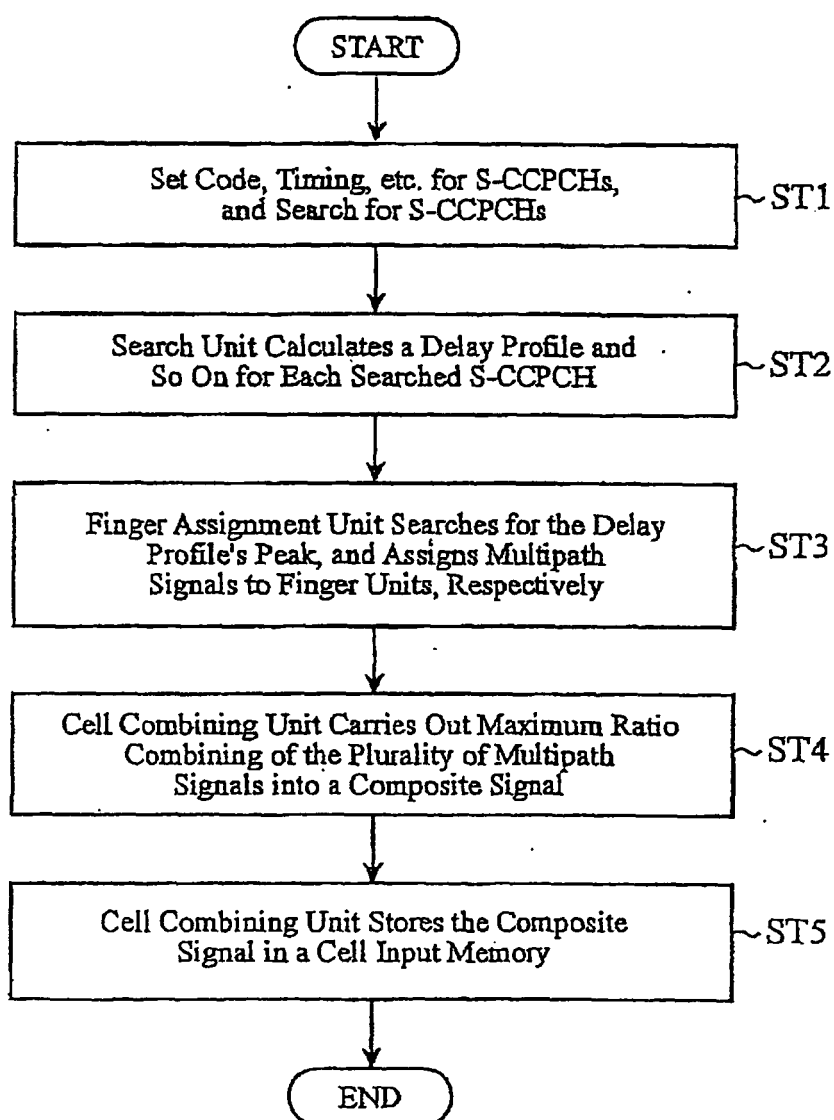 START
Set Code, Timing, etc. for S-CCPCHs,
and Search for S-CCPCHs
ST1
Search Unit Calculates a Delay Profile and
So On for Each Searched S-CCPCH
ST2
Finger Assignment Unit Searches for the Delay
Profile's Peak, and Assigns Multipath
Signals to Finger Units, Respectively
ST3
Cell Combining Unit Carries Out Maximum Ratio
Combining of the Plurality of Multipath
Signals into a Composite Signal
ST4
Cell Combining Unit Stores the Composite
Signal in a Cell Input Memory
ST5
END